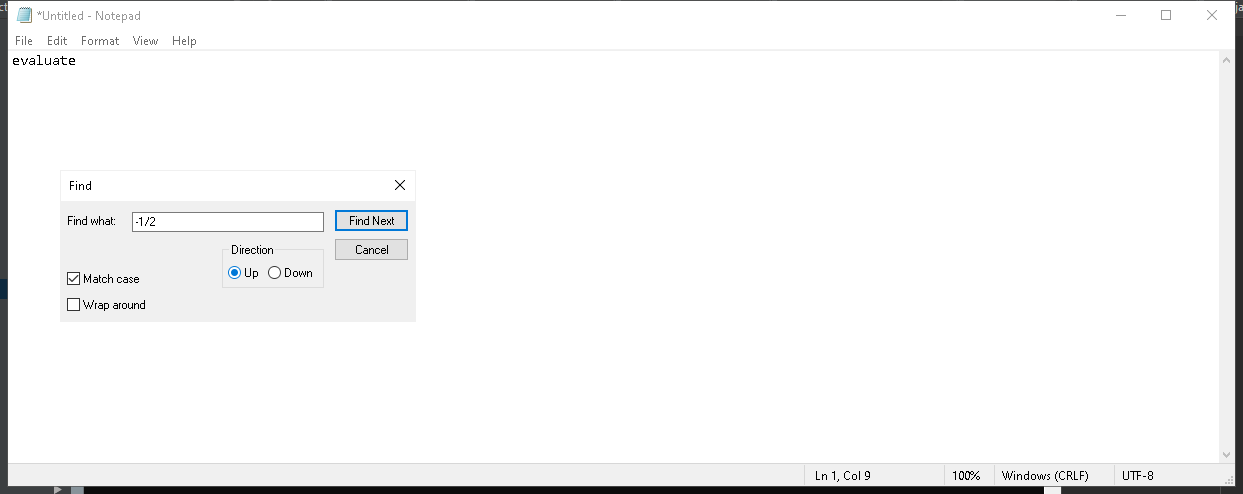 *Untitled - Notepad
File Edit Format View Help
evaluate
Find
Find what: -1/2 Find Next
Direction Cancel
Up Down
Match case
Wrap around
Ln 1, Col 9 100% Windows (CRLF) UTF-8